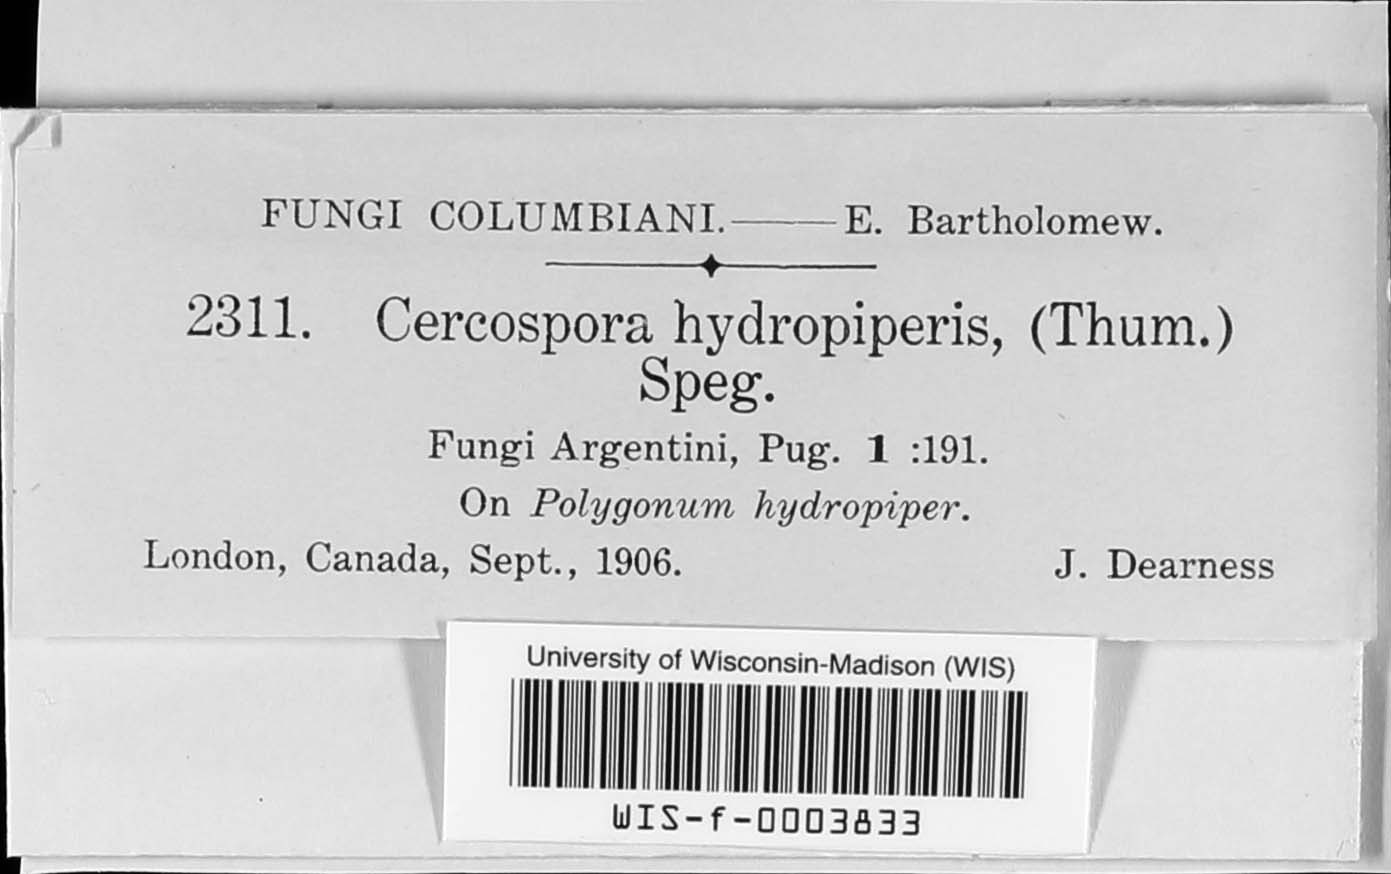 FUNGI COLUMBIANI.——E. Bartholomew.
2311. Cercospora hydropiperis, (Thum.)
Speg.
Fungi Argentini, Pug. 1 :191.
On Polygonum hydropiper.
London, Canada, Sept., 1906. J. Dearness
University of Wisconsin-Madison (WIS)
WIS-f-0003833